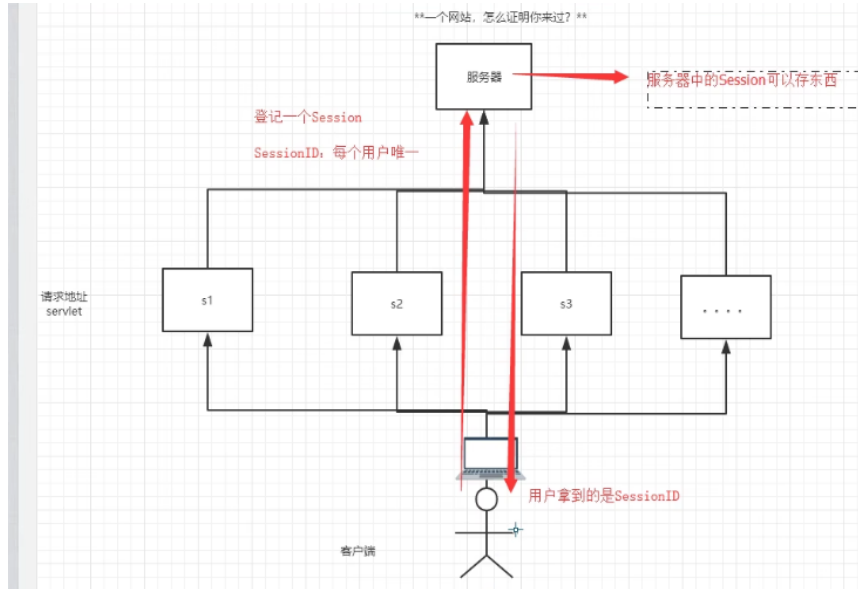 **一个网站，怎么证明你来过？**
服务器
服务器中的Session可以存东西
登记一个Session
SessionID：每个用户唯一
请求地址
servlet
s1
s2
s3
. . . .
用户拿到的是SessionID
客户端